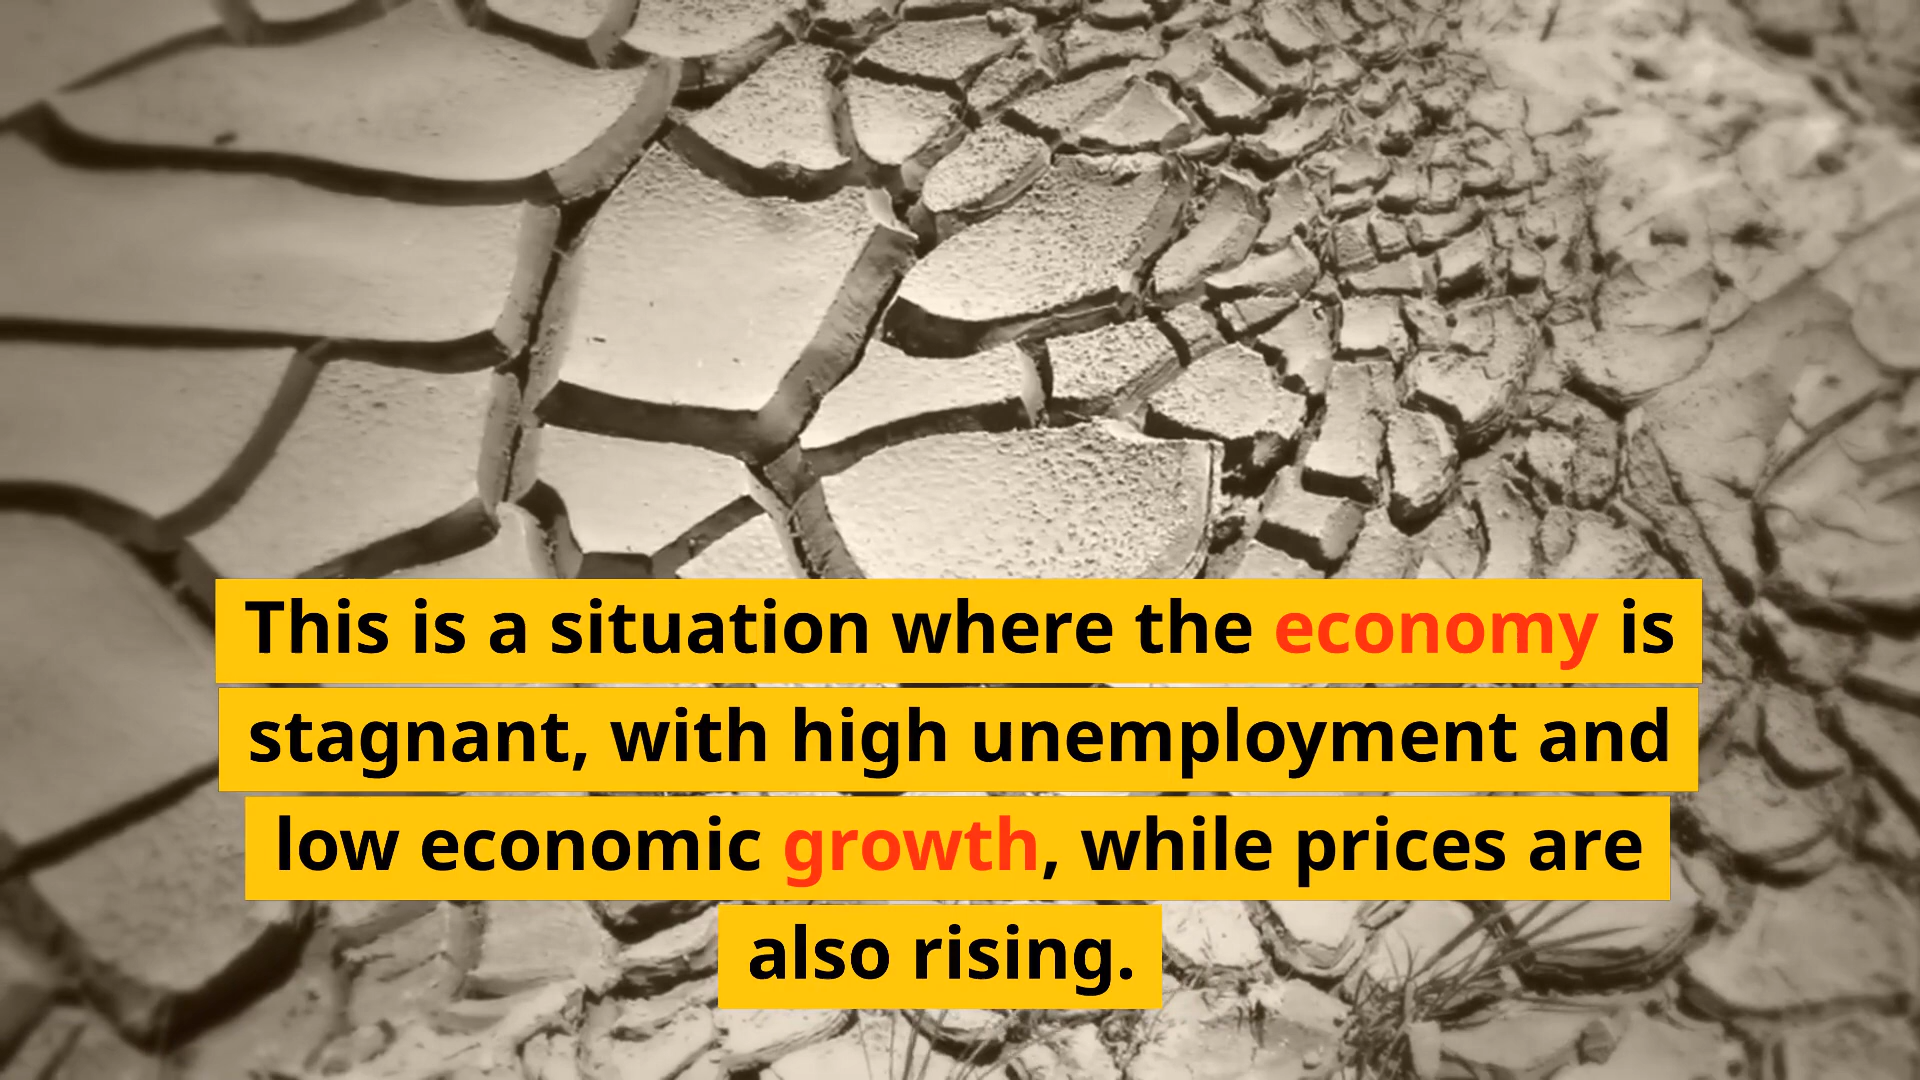 This is a situation where the economy is
stagnant, with high unemployment and
low economic growth, while prices are
also rising.